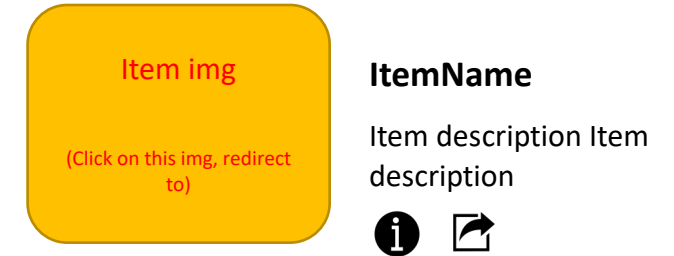 Item img
(Click on this img, redirect
to)
ItemName
Item description Item
description